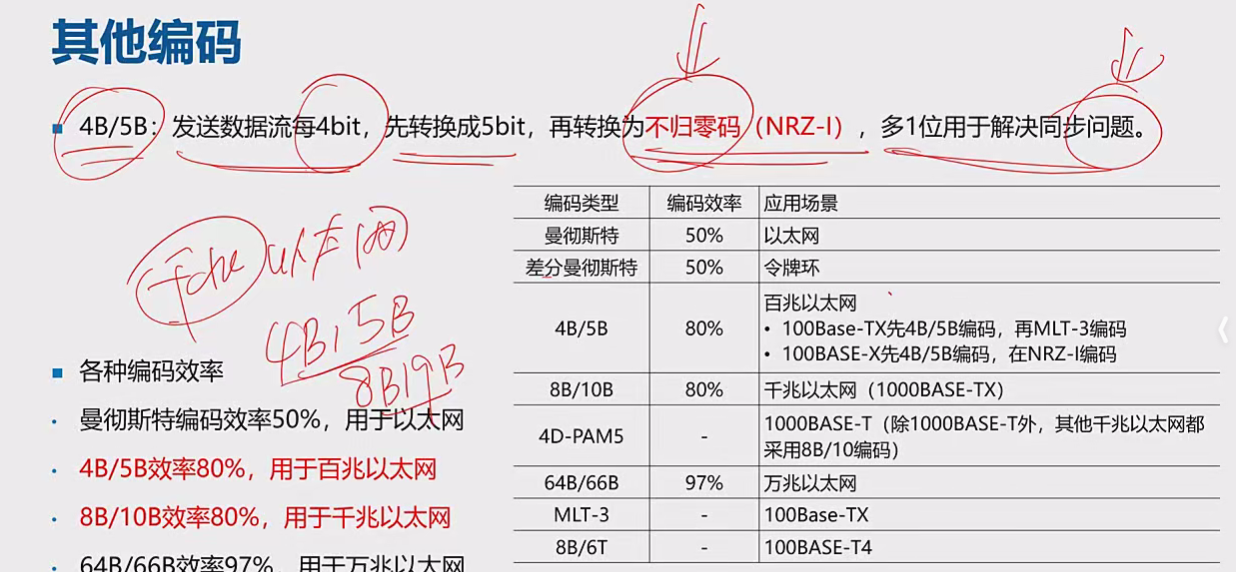 其他编码
▪ 4B/5B：发送数据流每4bit，先转换成5bit，再转换为不归零码（NRZ-I），多1位用于解决同步问题。
以太网
4B/5B
▪ 各种编码效率
· 曼彻斯特编码效率50%，用于以太网
· 4B/5B效率80%，用于百兆以太网
· 8B/10B效率80%，用于千兆以太网
· 64B/66B效率97%，用于万兆以太网
编码类型 编码效率 应用场景
曼彻斯特 50% 以太网
差分曼彻斯特 50% 令牌环
4B/5B 80% 百兆以太网
• 100Base-TX先4B/5B编码，再MLT-3编码
• 100BASE-X先4B/5B编码，在NRZ-I编码
8B/10B 80% 千兆以太网（1000BASE-TX）
4D-PAM5 - 1000BASE-T（除1000BASE-T外，其他千兆以太网都
采用8B/10编码）
64B/66B 97% 万兆以太网
MLT-3 - 100Base-TX
8B/6T - 100BASE-T4